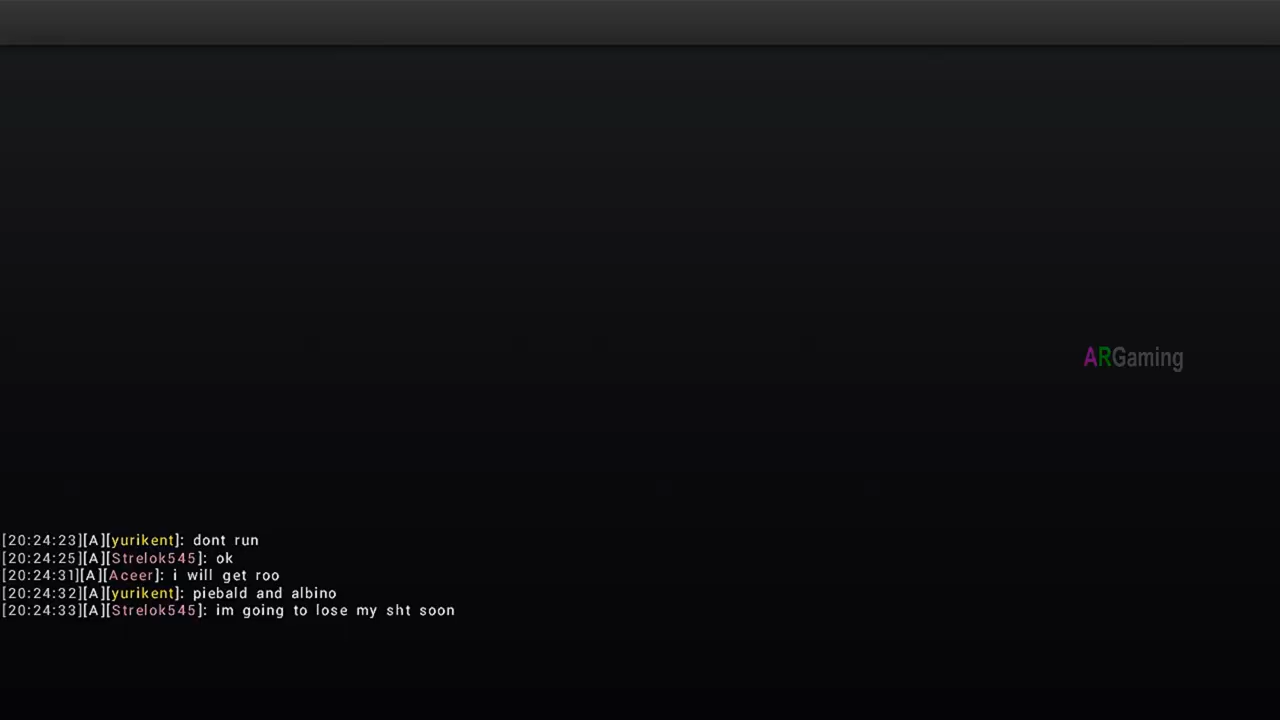 ARGaming
[20:24:23][A][yurikent]: dont run
[20:24:25][A][Strelok545]: ok
[20:24:31][A][Aceer]: i will get roo
[20:24:32][A][yurikent]: piebald and albino
[20:24:33][A][Strelok545]: im going to lose my sht soon